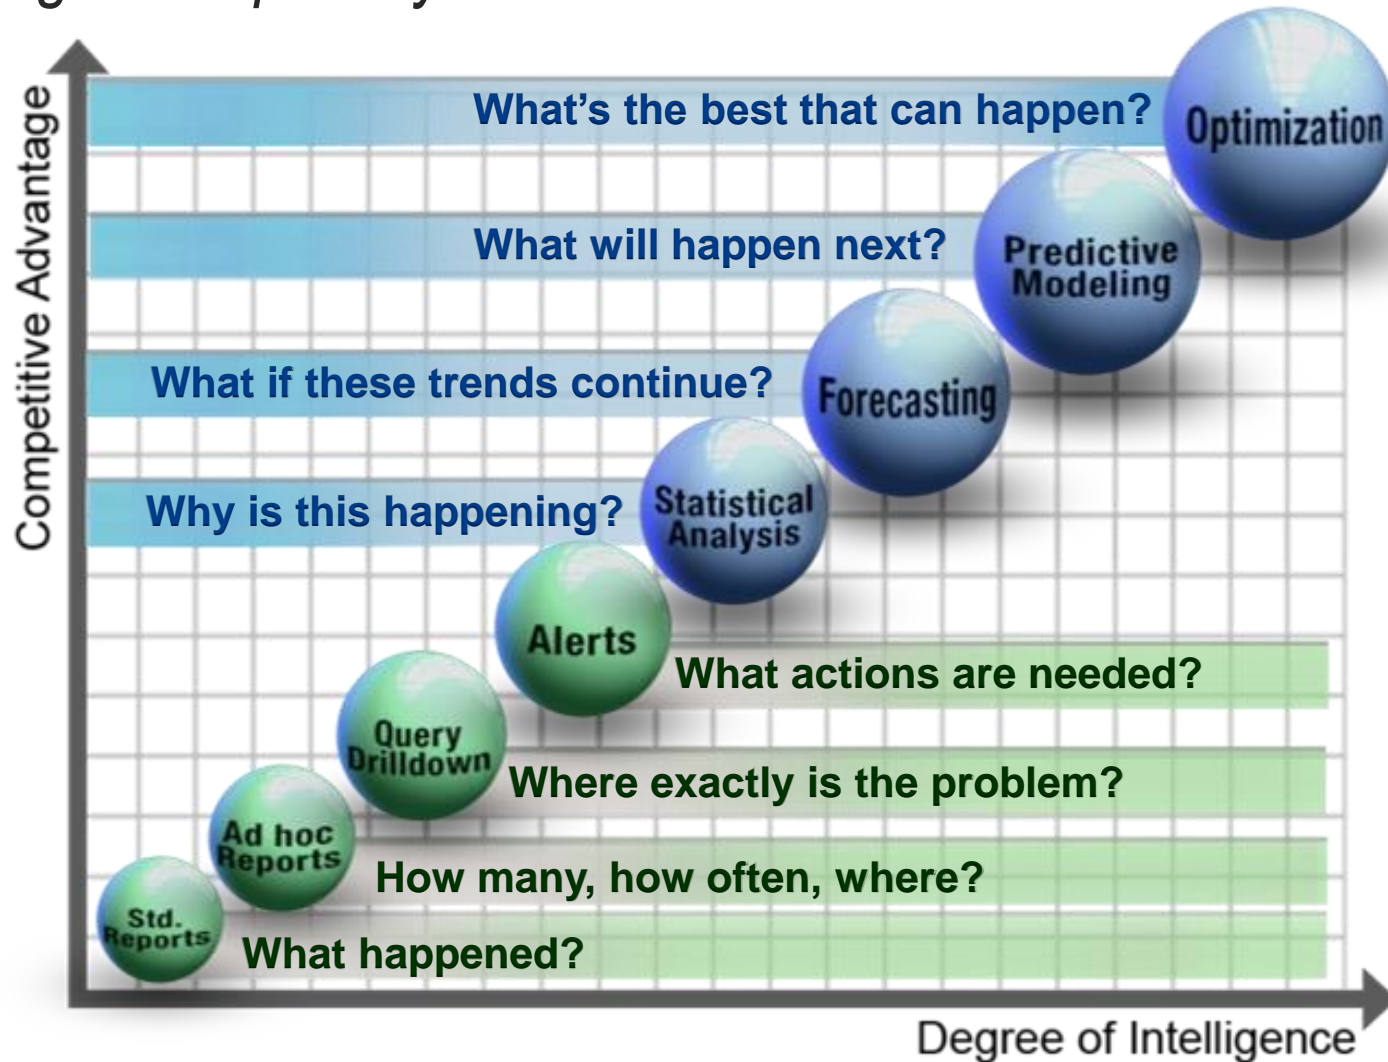 Competitive Advantage
What's the best that can happen?
Optimization
What will happen next?
Predictive
Modeling
What if these trends continue?
Forecasting
Why is this happening?
Statistical
Analysis
Alerts
What actions are needed?
Query
Drilldown
Where exactly is the problem?
Ad hoc
Reports
How many, how often, where?
Std.
Reports
What happened?
Degree of Intelligence